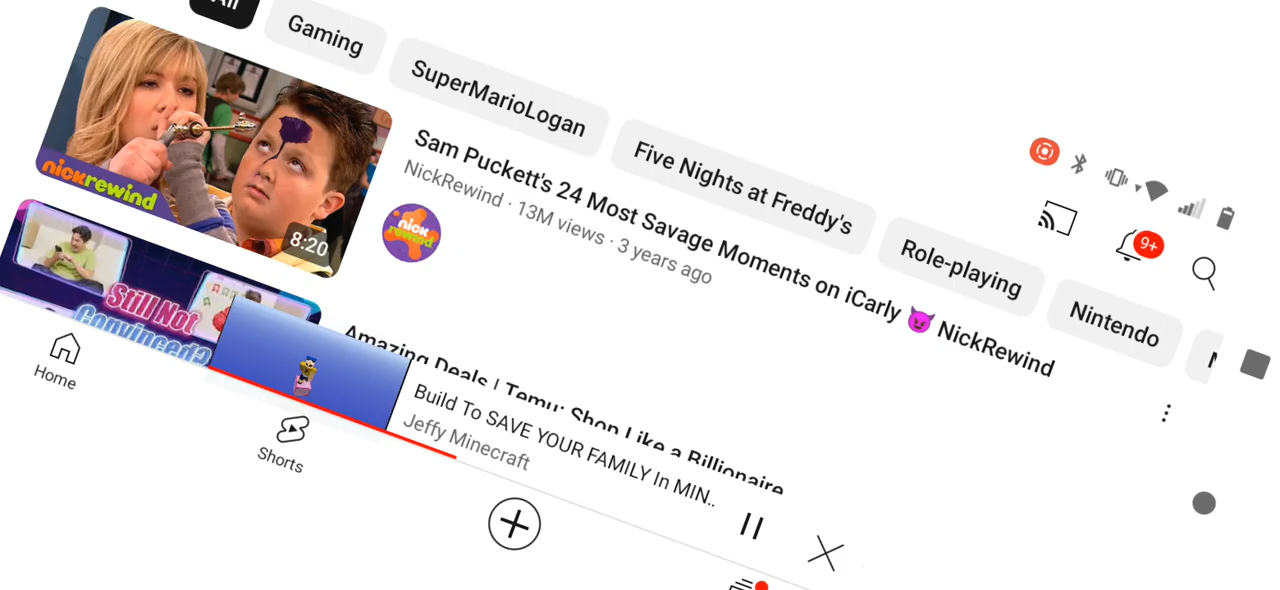 All
Gaming
SuperMarioLogan
Five Nights at Freddy's
Role-playing
Nintendo
9+
nickrewind
8:20
nick
rewind
Sam Puckett's 24 Most Savage Moments on iCarly 😈 NickRewind
NickRewind · 13M views · 3 years ago
Still Not
Convinced?
Amazing Deals | Temu: Shop Like a Billionaire
Build To SAVE YOUR FAMILY In MIN..
Jeffy Minecraft
Home
Shorts